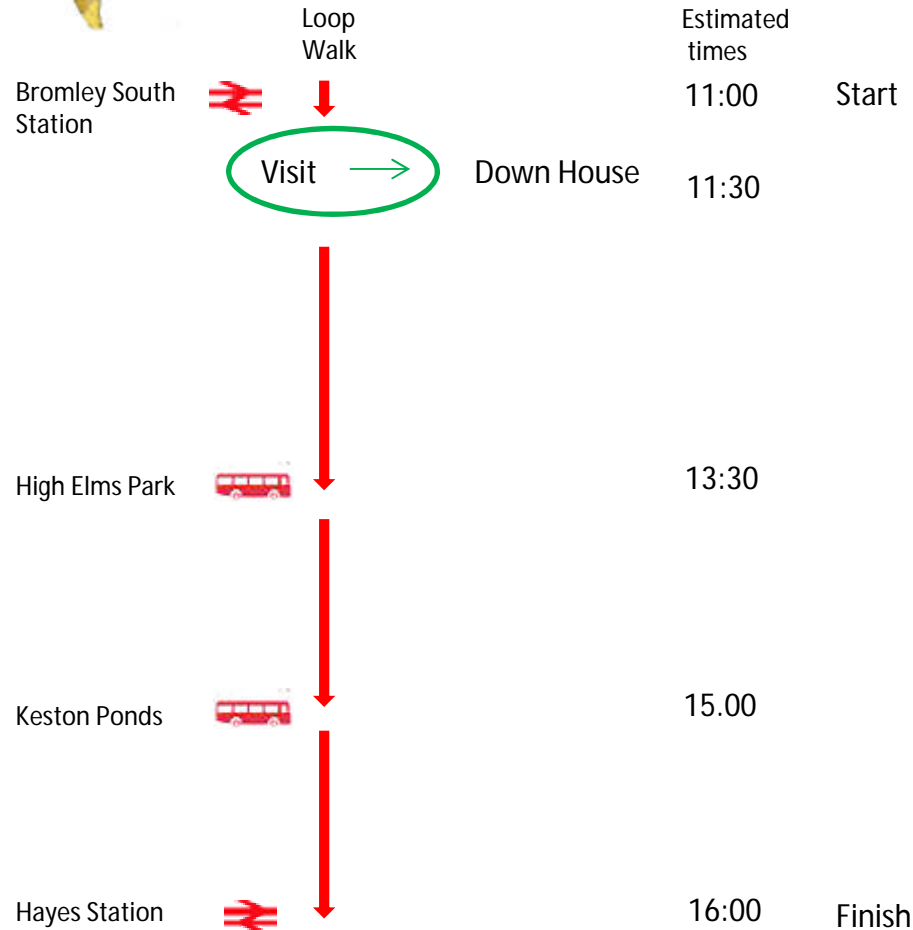 Loop
Walk
Estimated
times
Bromley South
Station
11:00
Start
Visit
Down House
11:30
High Elms Park
13:30
Keston Ponds
15.00
Hayes Station
16:00
Finish